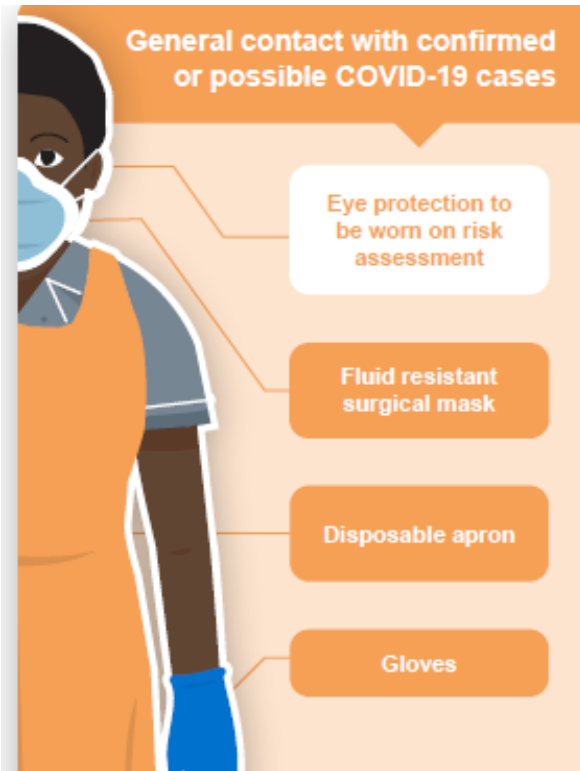 General contact with confirmed
or possible COVID-19 cases
Eye protection to
be worn on risk
assessment
Fluid resistant
surgical mask
Disposable apron
Gloves